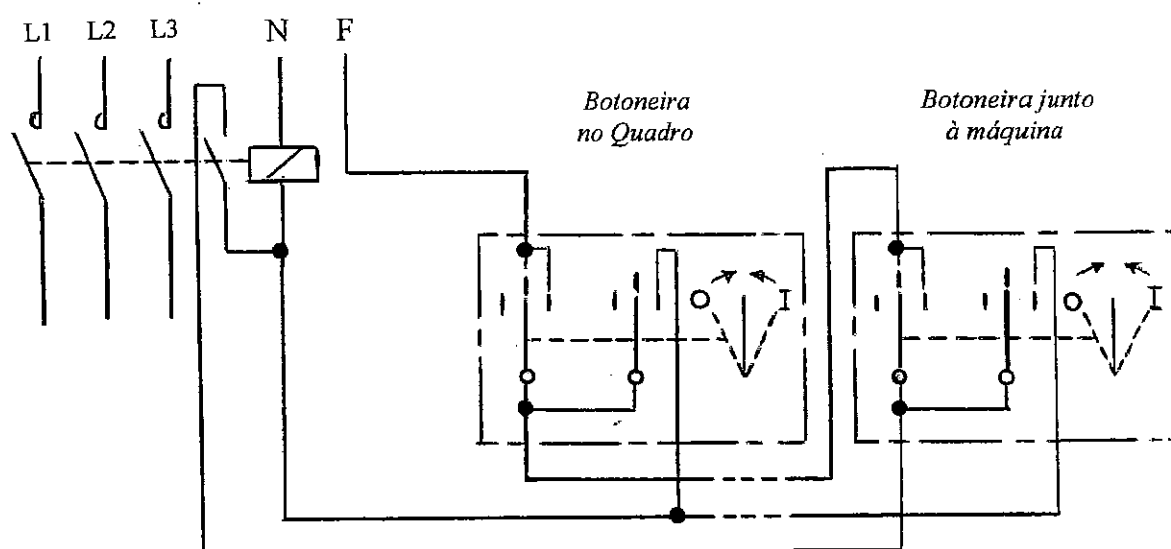 L1 L2 L3 N F
Botoneira
no Quadro
Botoneira junto
à máquina
O I
O I